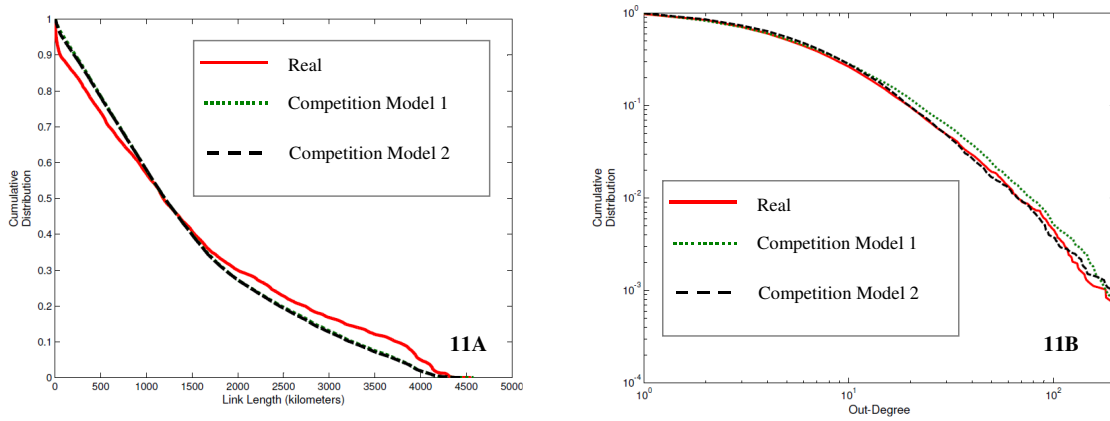 1
0.9
0.8
0.7
0.6
0.5
0.4
0.3
0.2
0.1
0
Cumulative
Distribution
Real
Competition Model 1
Competition Model 2
11A
0 500 1000 1500 2000 2500 3000 3500 4000 4500 5000
Link Length (kilometers)
10^0
10^-1
10^-2
10^-3
10^-4
Cumulative
Distribution
Real
Competition Model 1
Competition Model 2
11B
10^0 10^1 10^2
Out-Degree